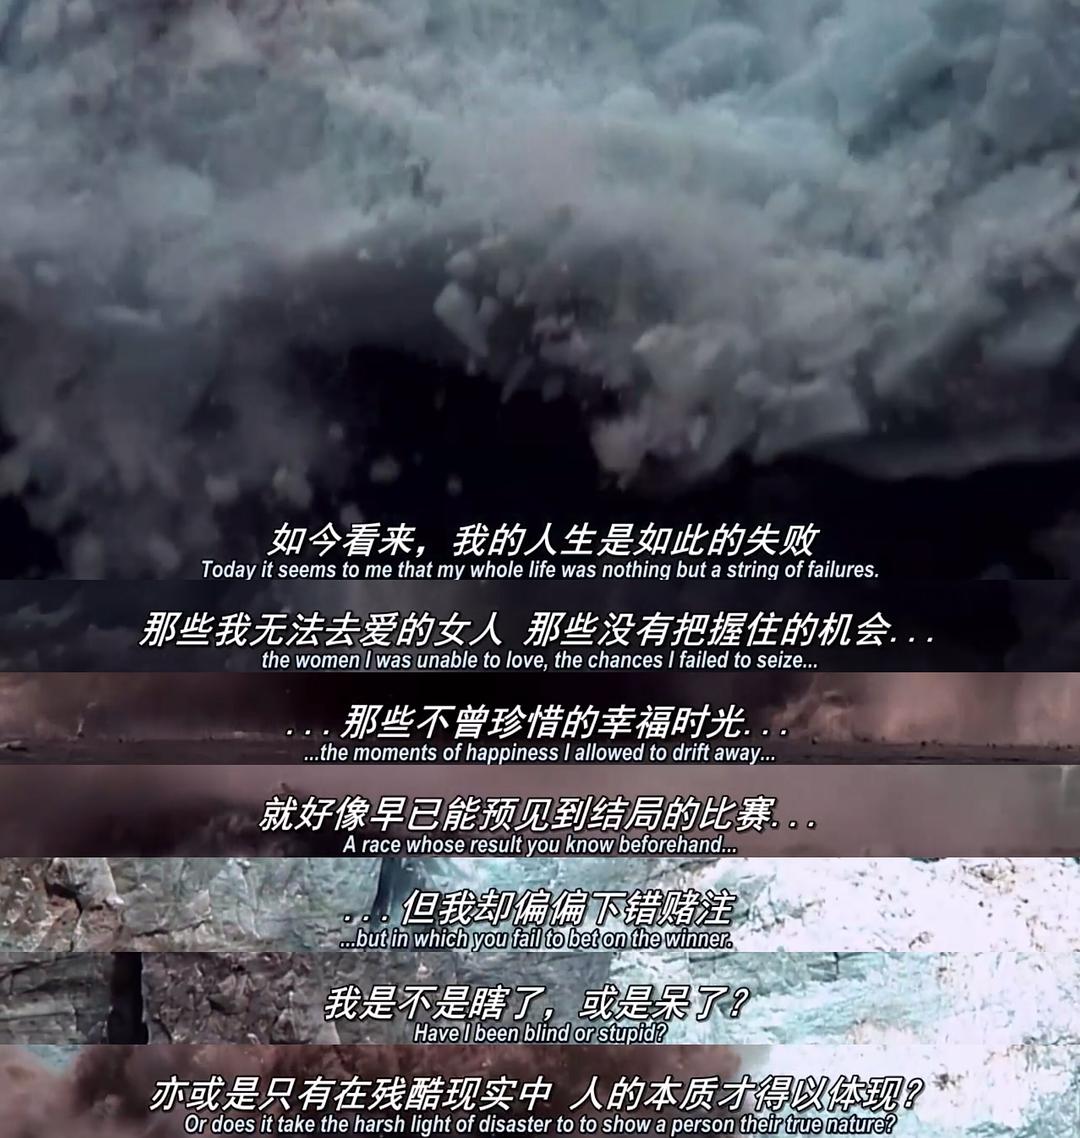 如今看来，我的人生是如此的失败
Today it seems to me that my whole life was nothing but a string of failures.
那些我无法去爱的女人 那些没有把握住的机会...
the women I was unable to love, the chances I failed to seize...
...那些不曾珍惜的幸福时光...
...the moments of happiness I allowed to drift away...
就好像早已能预见到结局的比赛...
A race whose result you know beforehand...
...但我却偏偏下错赌注
...but in which you fail to bet on the winner.
我是不是瞎了，或是呆了？
Have I been blind or stupid?
亦或是只有在残酷现实中 人的本质才得以体现？
Or does it take the harsh light of disaster to to show a person their true nature?